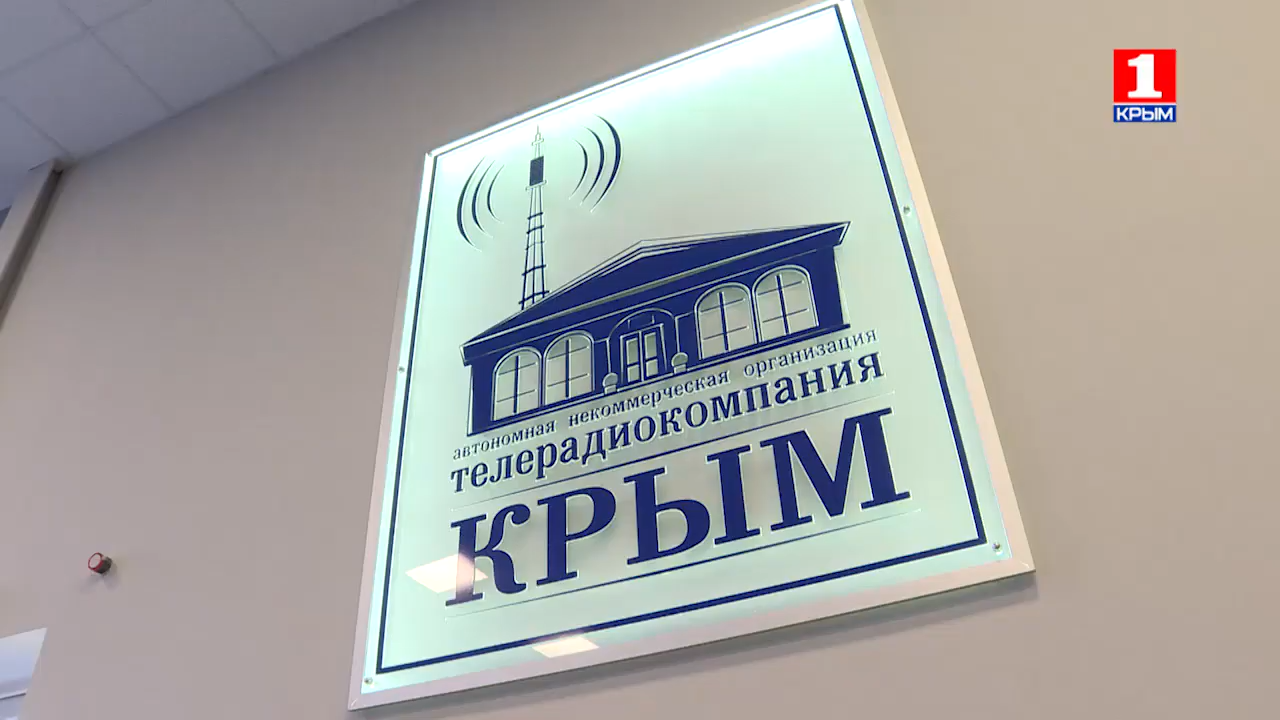 1
КРЫМ
автономная некоммерческая организация
телерадиокомпания
КРЫМ